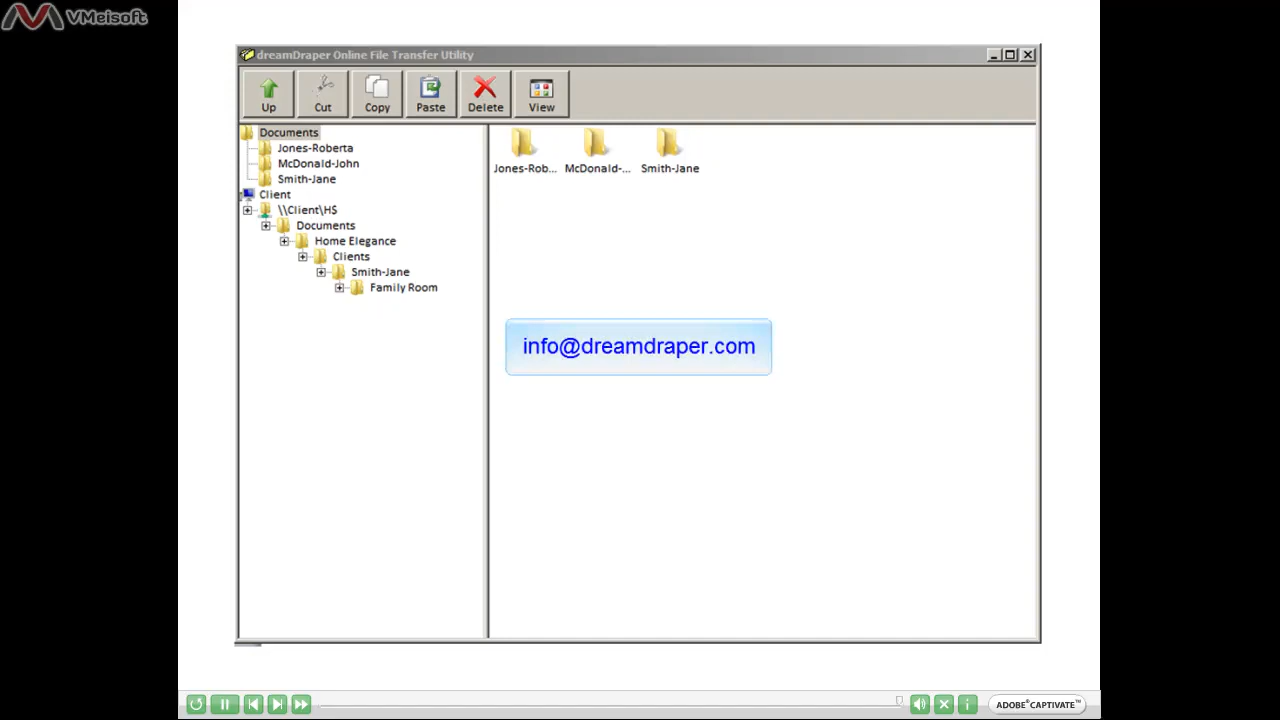 VMeisoft
dreamDraper Online File Transfer Utility
Up
Cut
Copy
Paste
Delete
View
Documents
Jones-Roberta
McDonald-John
Smith-Jane
Client
\\Client\H$
Documents
Home Elegance
Clients
Smith-Jane
Family Room
Jones-Rob...
McDonald-...
Smith-Jane
info@dreamdraper.com
ADOBE® CAPTIVATE™